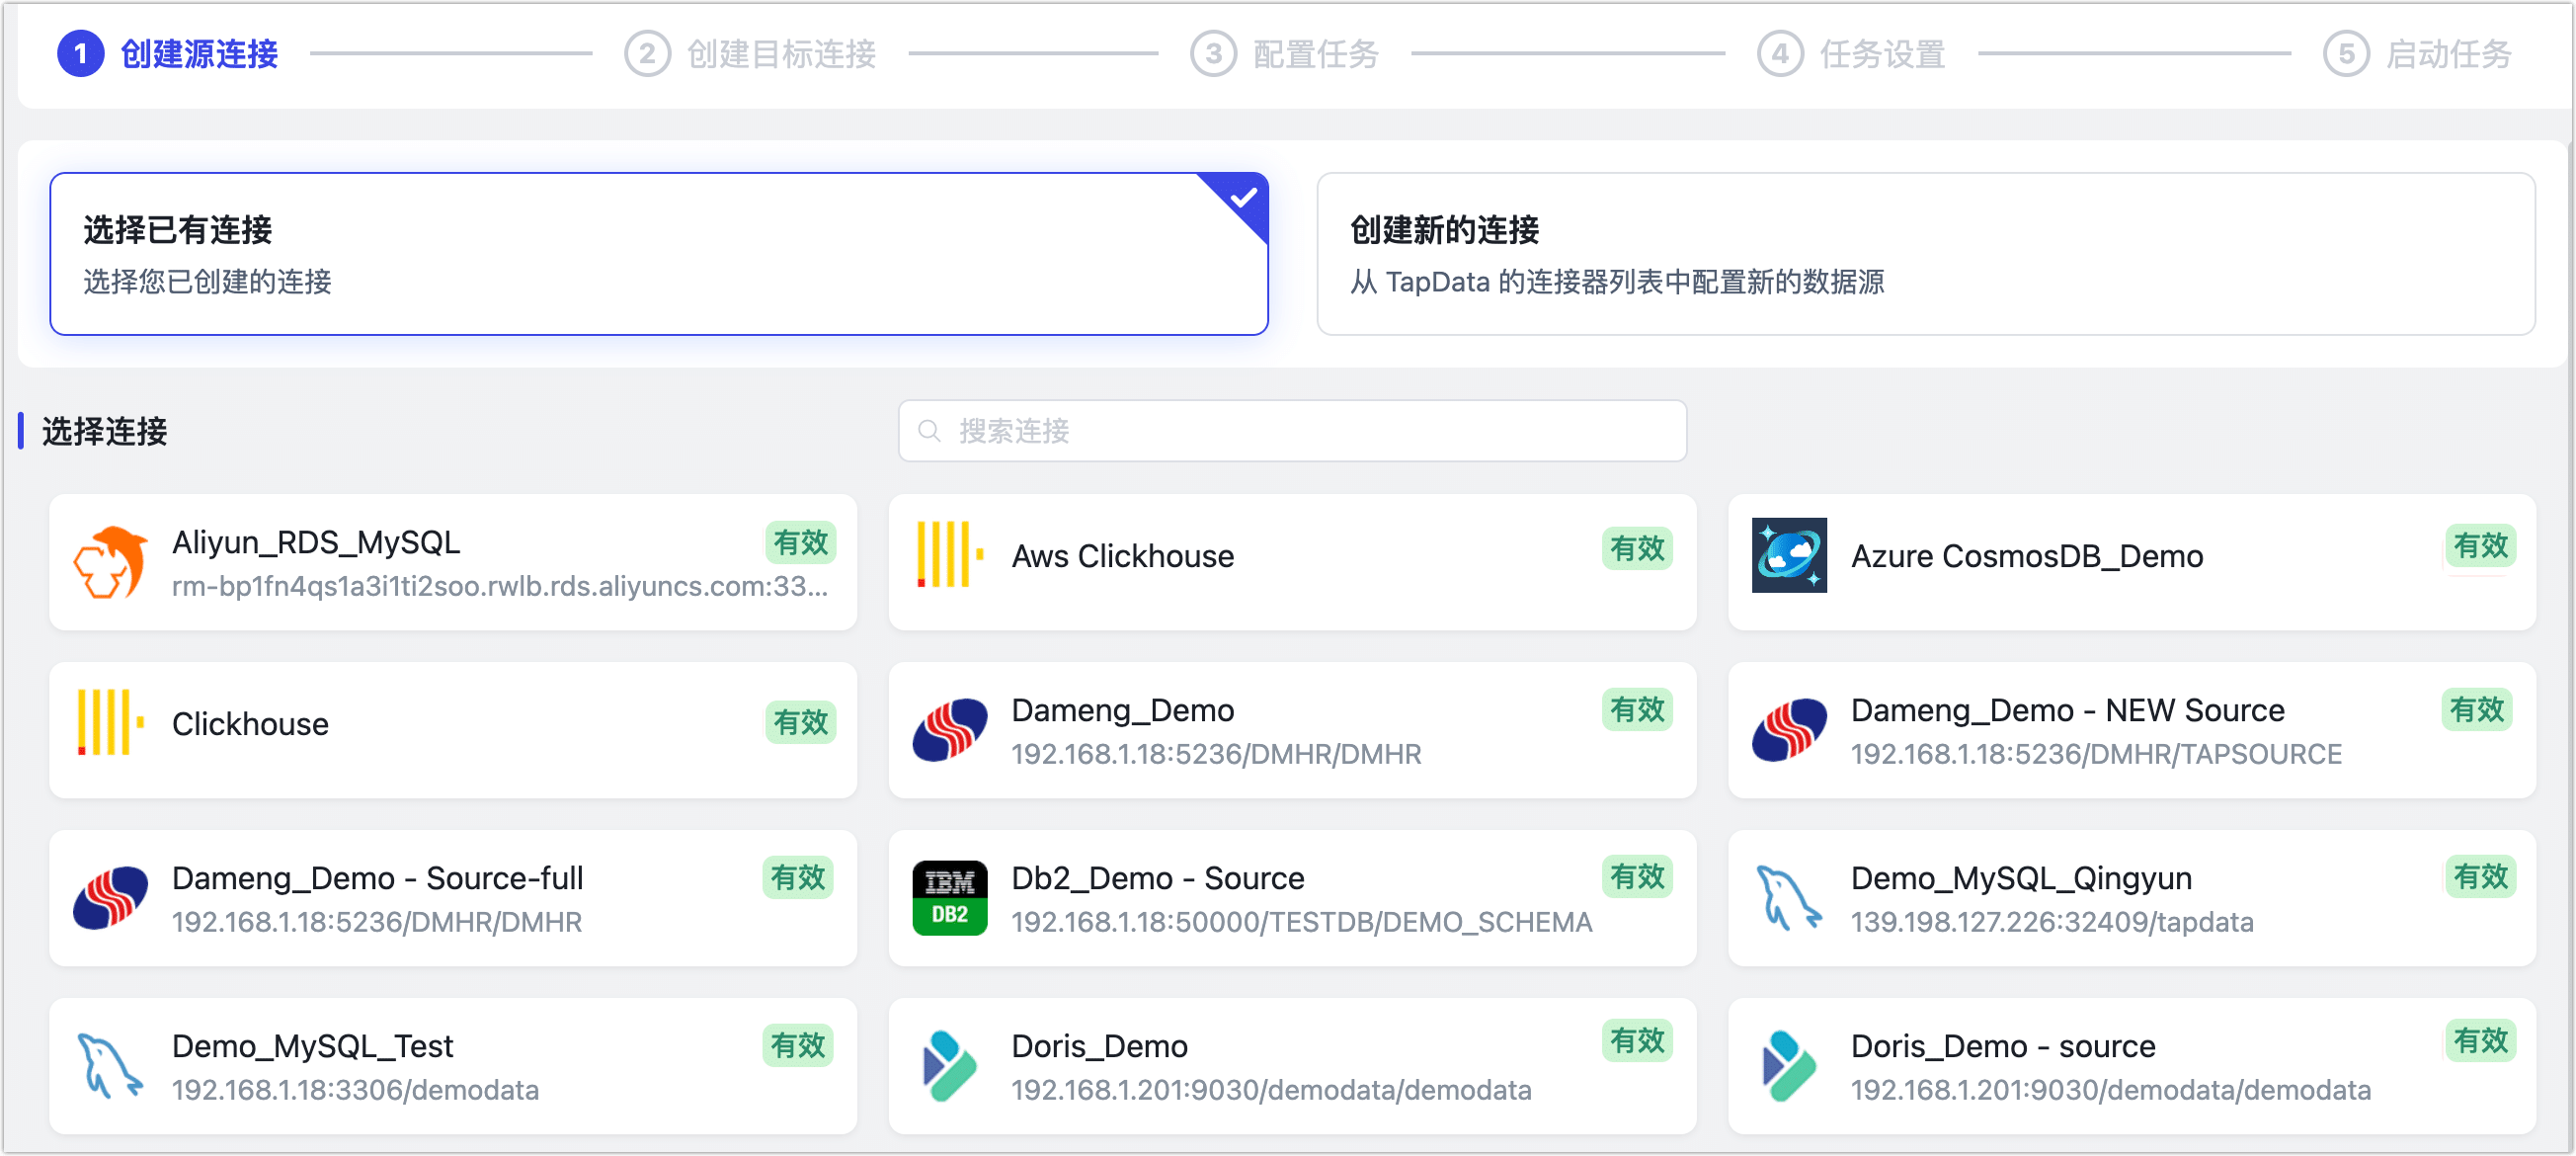 1 创建源连接
2 创建目标连接
3 配置任务
4 任务设置
5 启动任务
选择已有连接
选择您已创建的连接
创建新的连接
从 TapData 的连接器列表中配置新的数据源
选择连接
搜索连接
Aliyun_RDS_MySQL
有效
rm-bp1fn4qs1a3i1ti2soo.rwlb.rds.aliyuncs.com:33...
Aws Clickhouse
有效
Azure CosmosDB_Demo
有效
Clickhouse
有效
Dameng_Demo
有效
192.168.1.18:5236/DMHR/DMHR
Dameng_Demo - NEW Source
有效
192.168.1.18:5236/DMHR/TAPSOURCE
Dameng_Demo - Source-full
有效
192.168.1.18:5236/DMHR/DMHR
IBM
DB2
Db2_Demo - Source
有效
192.168.1.18:50000/TESTDB/DEMO_SCHEMA
Demo_MySQL_Qingyun
有效
139.198.127.226:32409/tapdata
Demo_MySQL_Test
有效
192.168.1.18:3306/demodata
Doris_Demo
有效
192.168.1.201:9030/demodata/demodata
Doris_Demo - source
有效
192.168.1.201:9030/demodata/demodata